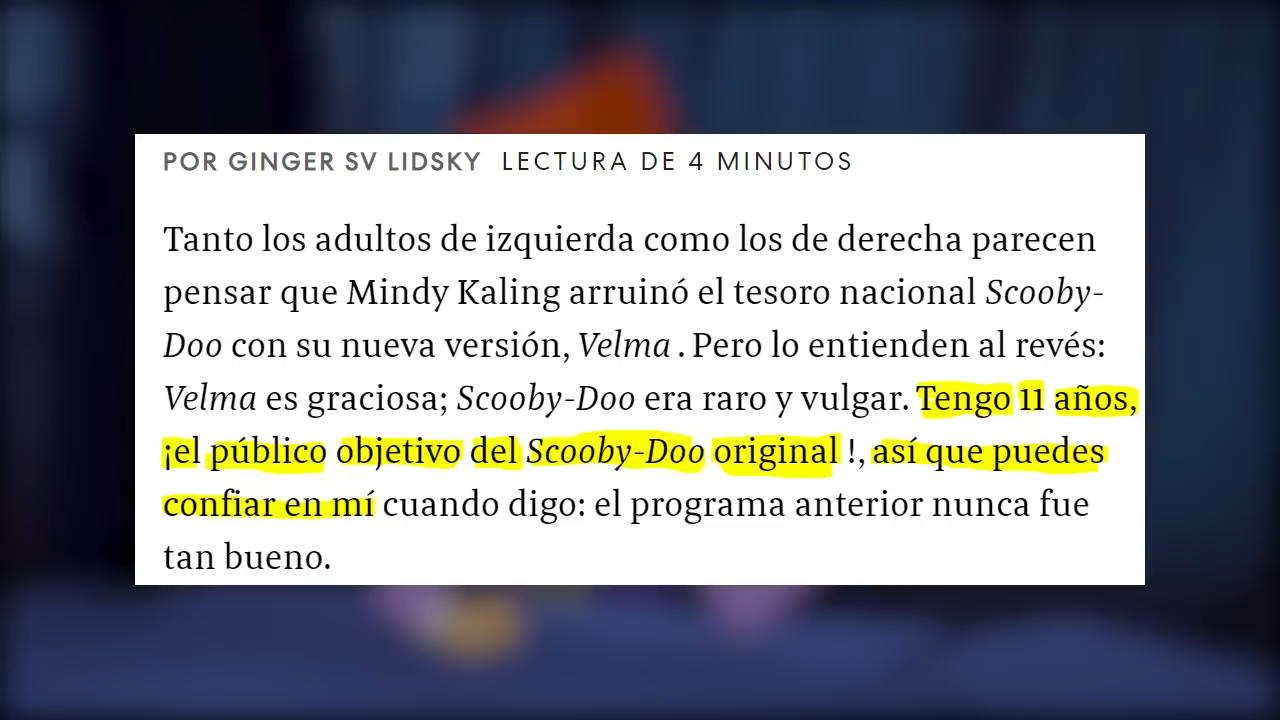 POR GINGER SV LIDSKY LECTURA DE 4 MINUTOS
Tanto los adultos de izquierda como los de derecha parecen
pensar que Mindy Kaling arruinó el tesoro nacional Scooby-
Doo con su nueva versión, Velma . Pero lo entienden al revés:
Velma es graciosa; Scooby-Doo era raro y vulgar. Tengo 11 años,
¡el público objetivo del Scooby-Doo original !, así que puedes
confiar en mí cuando digo: el programa anterior nunca fue
tan bueno.